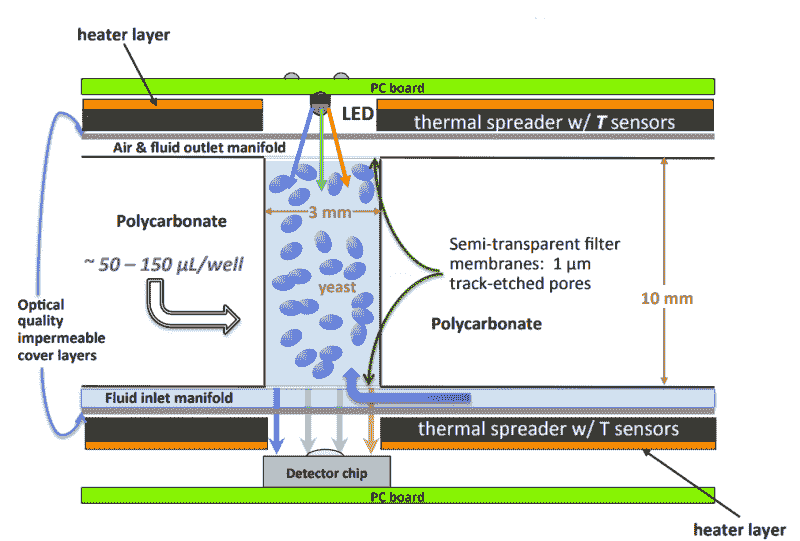 heater layer
PC board
LED
thermal spreader w/ T sensors
Air & fluid outlet manifold
3 mm
Polycarbonate
~ 50 – 150 µL/well
Semi-transparent filter
membranes: 1 µm
track-etched pores
yeast
10 mm
Optical
quality
impermeable
cover layers
Polycarbonate
Fluid inlet manifold
thermal spreader w/ T sensors
Detector chip
PC board
heater layer